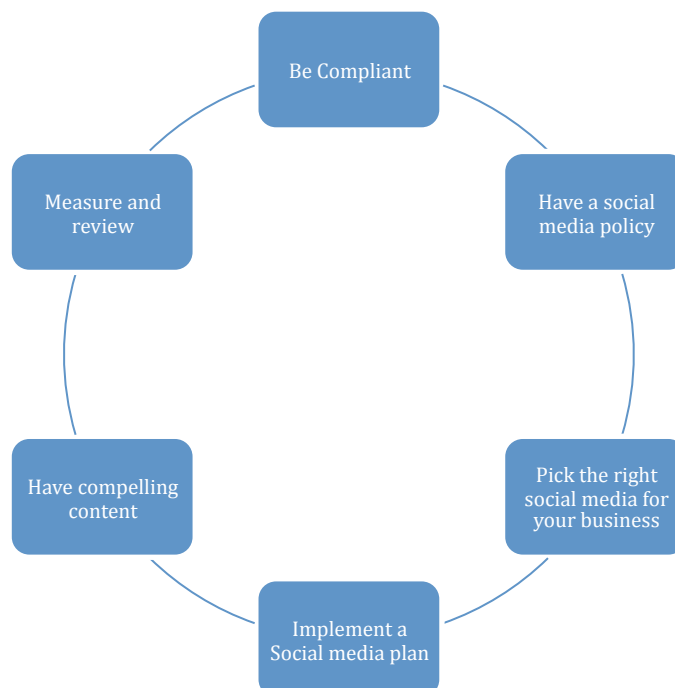 Be Compliant
Have a social
media policy
Pick the right
social media for
your business
Implement a
Social media plan
Have compelling
content
Measure and
review